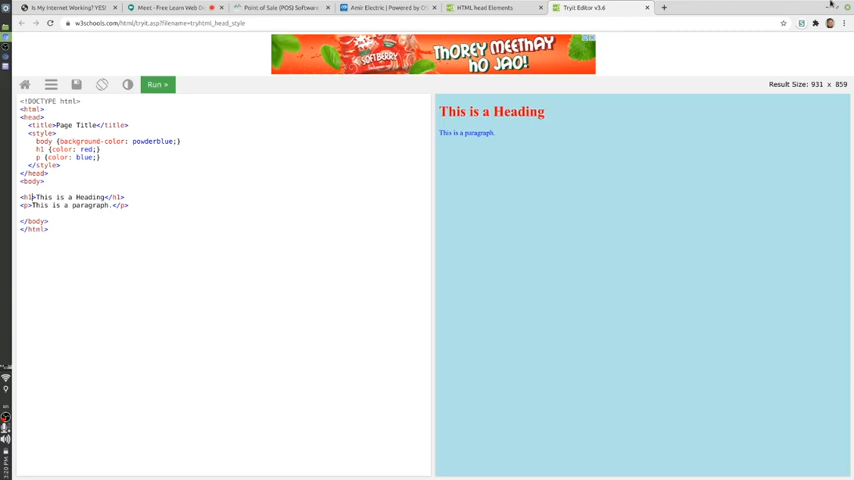 Is My Internet Working? YES!
Meet - Free Learn Web De
Point of Sale (POS) Software
Amir Electric | Powered by O
HTML head Elements
Tryit Editor v3.6
w3schools.com/html/tryit.asp?filename=tryhtml_head_style
SOFTBERRY
THOREY MEETHAY
HO JAO!
Run »
Result Size: 931 x 859
<!DOCTYPE html>
<html>
<head>
<title>Page Title</title>
<style>
body {background-color: powderblue;}
h1 {color: red;}
p {color: blue;}
</style>
</head>
<body>
<h1>This is a Heading</h1>
<p>This is a paragraph.</p>
</body>
</html>
This is a Heading
This is a paragraph.
3:20 PM